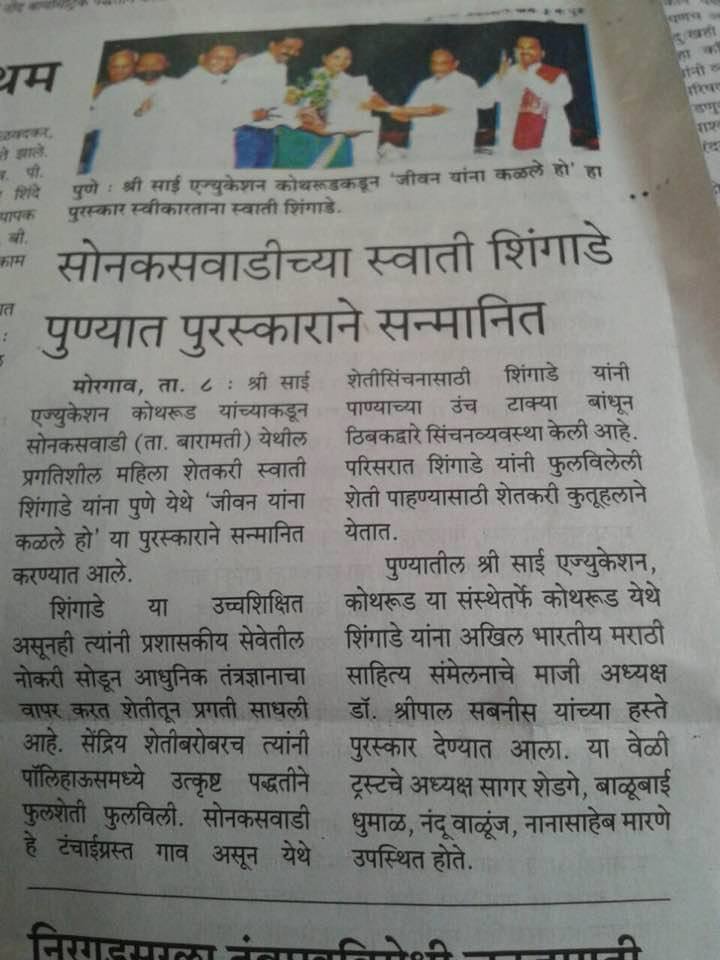 थम
ते झाले.
व. पी.
शिंदे
यापक
बी.
काम
पुणे : श्री साई एज्युकेशन कोथरूडकडून ‘जीवन यांना कळले हो’ हा
पुरस्कार स्वीकारताना स्वाती शिंगाडे.
सोनकसवाडीच्या स्वाती शिंगाडे
पुण्यात पुरस्काराने सन्मानित
मोरगाव, ता. ८ : श्री साई
एज्युकेशन कोथरूड यांच्याकडून
सोनकसवाडी (ता. बारामती) येथील
प्रगतिशील महिला शेतकरी स्वाती
शिंगाडे यांना पुणे येथे ‘जीवन यांना
कळले हो’ या पुरस्काराने सन्मानित
करण्यात आले.
शिंगाडे या उच्चशिक्षित
असूनही त्यांनी प्रशासकीय सेवेतील
नोकरी सोडून आधुनिक तंत्रज्ञानाचा
वापर करत शेतीतून प्रगती साधली
आहे. सेंद्रिय शेतीबरोबरच त्यांनी
पॉलिहाऊसमध्ये उत्कृष्ट पद्धतीने
फुलशेती फुलविली. सोनकसवाडी
हे टंचाईग्रस्त गाव असून येथे
शेतीसिंचनासाठी शिंगाडे यांनी
पाण्याच्या उंच टाक्या बांधून
ठिबकद्वारे सिंचनव्यवस्था केली आहे.
परिसरात शिंगाडे यांनी फुलविलेली
शेती पाहण्यासाठी शेतकरी कुतूहलाने
येतात.
पुण्यातील श्री साई एज्युकेशन,
कोथरूड या संस्थेतर्फे कोथरूड येथे
शिंगाडे यांना अखिल भारतीय मराठी
साहित्य संमेलनाचे माजी अध्यक्ष
डॉ. श्रीपाल सबनीस यांच्या हस्ते
पुरस्कार देण्यात आला. या वेळी
ट्रस्टचे अध्यक्ष सागर शेडगे, बाळूबाई
धुमाळ, नंदू वाळूंज, नानासाहेब मारणे
उपस्थित होते.